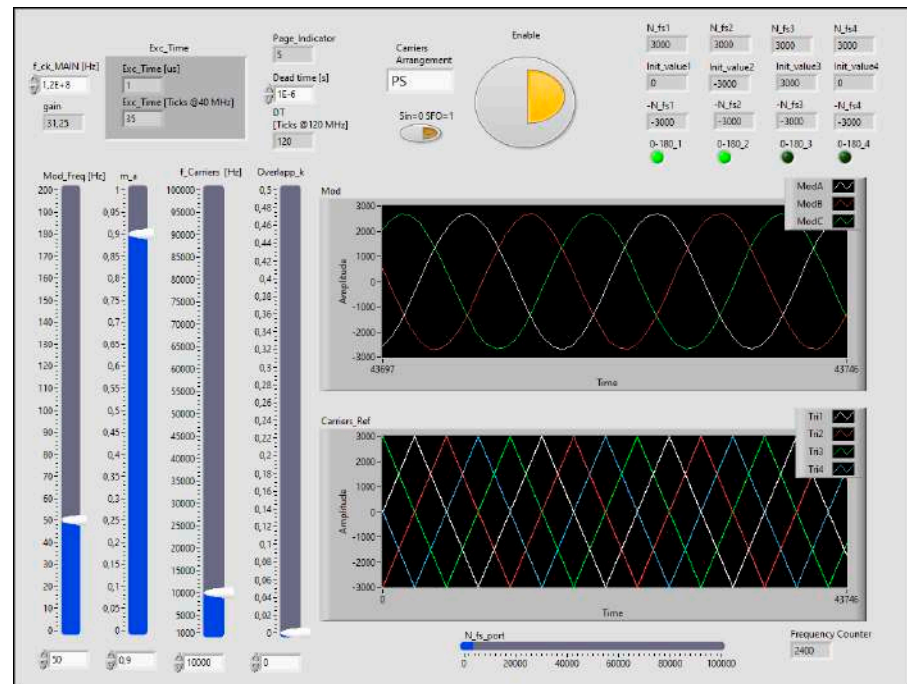 f_ck_MAIN [Hz]
1,2E+8
gain
31,25
Exc_Time
Exc_Time [us]
1
Exc_Time [Ticks @40 MHz]
35
Page_Indicator
5
Dead time [s]
1E-6
DT
[Ticks @120 MHz]
120
Carriers
Arrangement
PS
Sin=0 SFO=1
Enable
N_fs1 N_fs2 N_fs3 N_fs4
3000 3000 3000 3000
Init_value1 Init_value2 Init_value3 Init_value4
0 -3000 3000 0
-N_fs1 -N_fs2 -N_fs3 -N_fs4
-3000 -3000 -3000 -3000
0-180_1 0-180_2 0-180_3 0-180_4
Mod_Freq [Hz]
200
190
180
170
160
150
140
130
120
110
100
90
80
70
60
50
40
30
20
10
0
50
m_a
1
0,95
0,9
0,85
0,8
0,75
0,7
0,65
0,6
0,55
0,5
0,45
0,4
0,35
0,3
0,25
0,2
0,15
0,1
0,05
0
0,9
f_Carriers [Hz]
100000
95000
90000
85000
80000
75000
70000
65000
60000
55000
50000
45000
40000
35000
30000
25000
20000
15000
10000
5000
1000
10000
Overlapp_k
0,5
0,48
0,46
0,44
0,42
0,4
0,38
0,36
0,34
0,32
0,3
0,28
0,26
0,24
0,22
0,2
0,18
0,16
0,14
0,12
0,1
0,08
0,06
0,04
0,02
0
0
Mod
ModA
ModB
ModC
Amplitude
3000
2000
1000
0
-1000
-2000
-3000
43697 43746
Time
Carriers_Ref
Tri1
Tri2
Tri3
Tri4
Amplitude
3000
2000
1000
0
-1000
-2000
-3000
0 43746
Time
N_fs_port
0 20000 40000 60000 80000 100000
Frequency Counter
2400